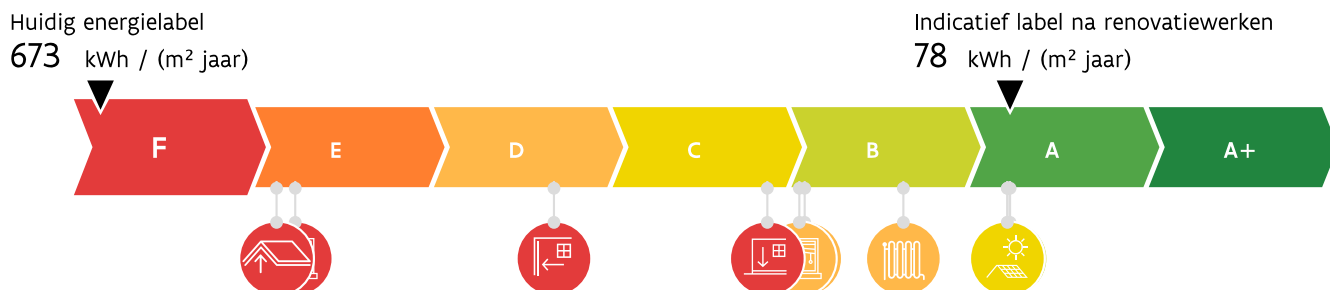 Huidig energielabel
673 kWh / (m² jaar)
Indicatief label na renovatiewerken
78 kWh / (m² jaar)
F E D C B A A+